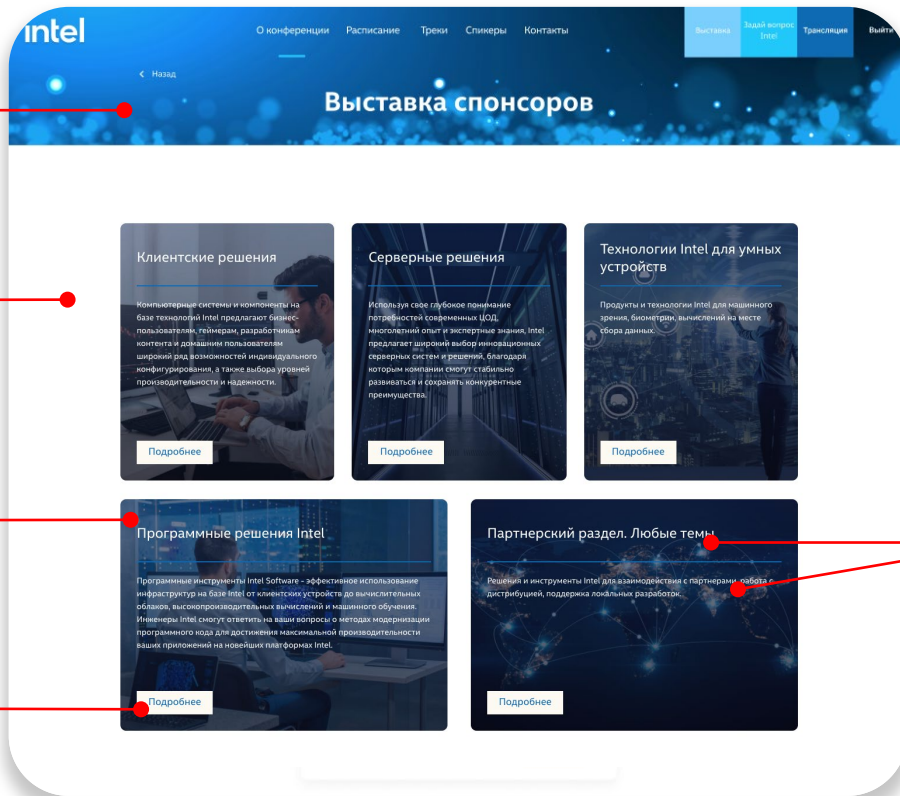 intel
О конференции Расписание Треки Спикеры Контакты
Выставка
Задай вопрос
Intel
Трансляция
Выйти
Назад
Выставка спонсоров
Клиентские решения
Компьютерные системы и компоненты на
базе технологий Intel предлагают бизнес-
пользователям, геймерам, разработчикам
контента и домашним пользователям
широкий ряд возможностей индивидуального
конфигурирования, а также выбора уровней
производительности и надежности.
Подробнее
Серверные решения
Используя свое глубокое понимание
потребностей современных ЦОД,
многолетний опыт и экспертные знания, Intel
предлагает широкий выбор инновационных
серверных систем и решений, благодаря
которым компании смогут стабильно
развиваться и сохранять конкурентные
преимущества.
Подробнее
Технологии Intel для умных
устройств
Продукты и технологии Intel для машинного
зрения, биометрии, вычислений на месте
сбора данных.
Подробнее
Программные решения Intel
Программные инструменты Intel Software - эффективное использование
инфраструктур на базе Intel от клиентских устройств до вычислительных
облаков, высокопроизводительных вычислений и машинного обучения.
Инженеры Intel смогут ответить на ваши вопросы о методах модернизации
программного кода для достижения максимальной производительности
ваших приложений на новейших платформах Intel.
Подробнее
Партнерский раздел. Любые темы
Решения и инструменты Intel для взаимодействия с партнерами, работа с
дистрибуцией, поддержка локальных разработок.
Подробнее